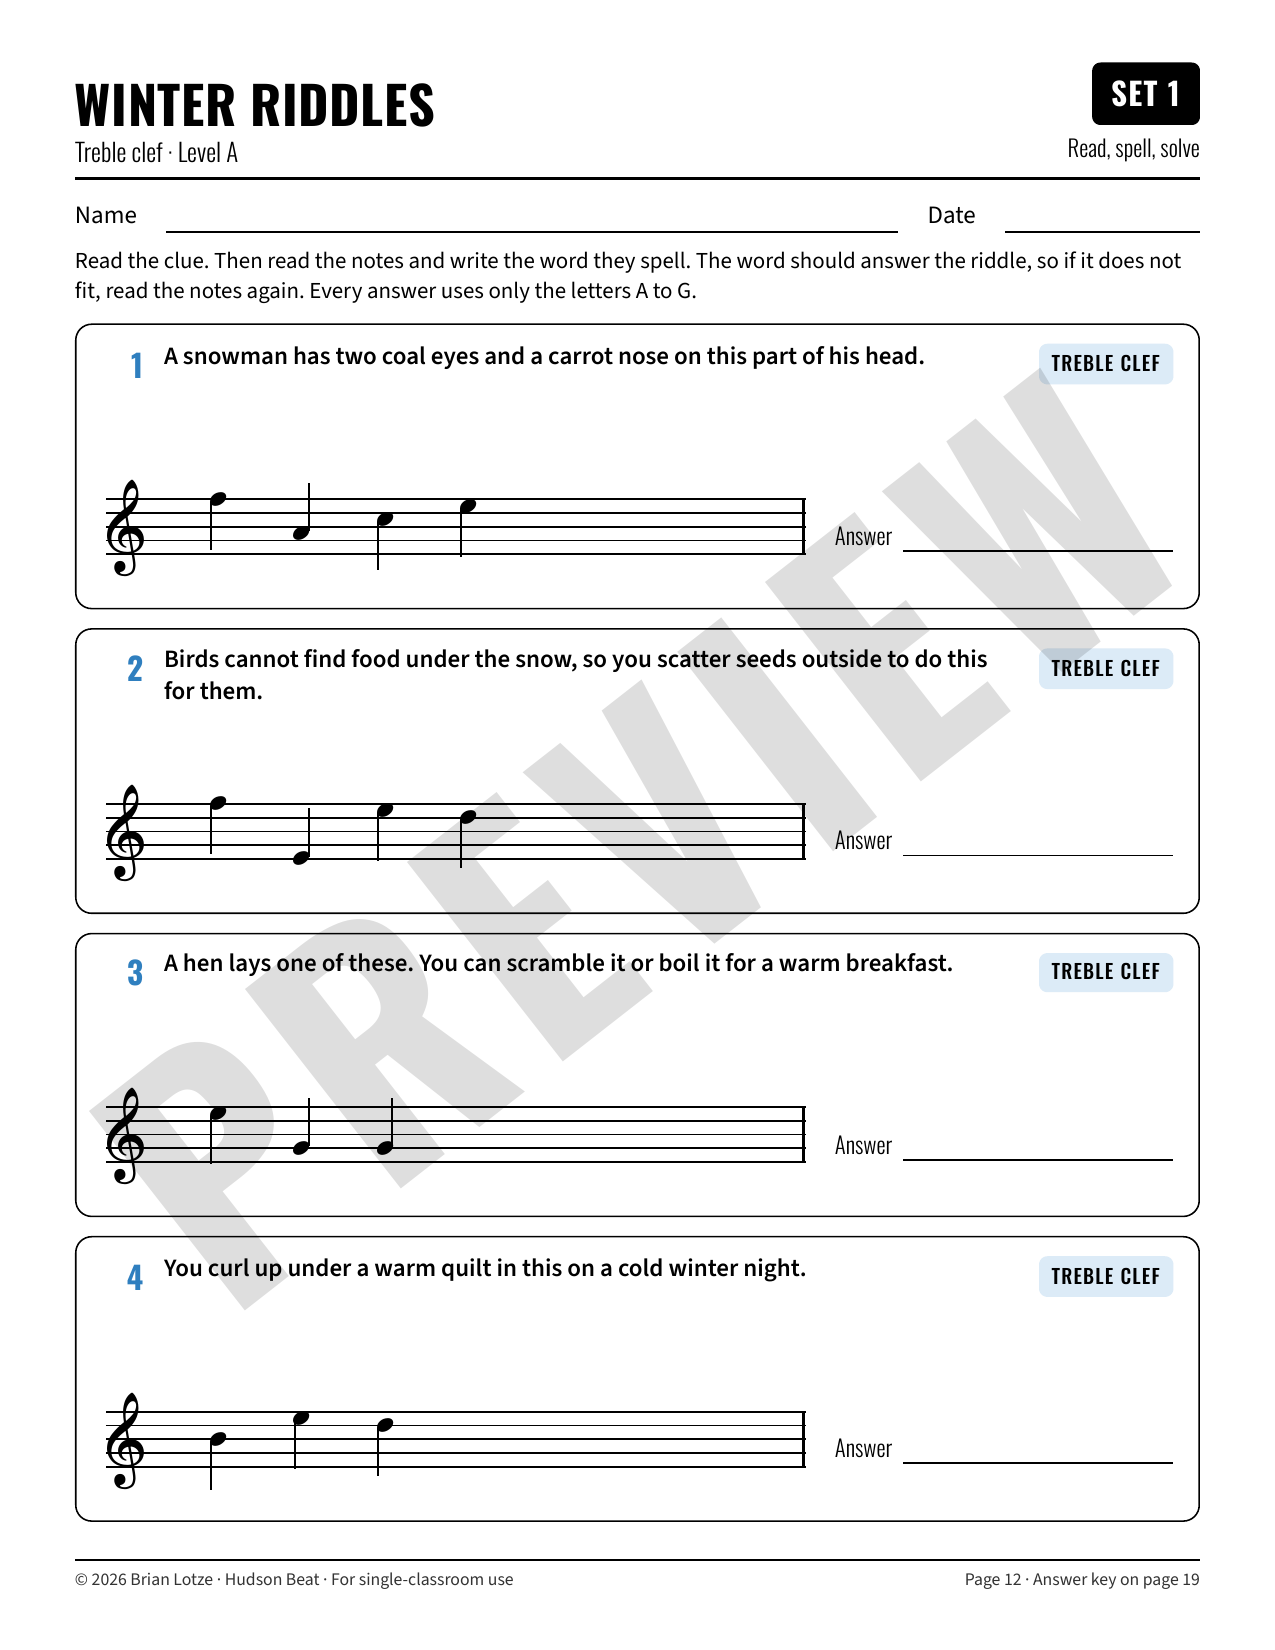 WINTER RIDDLES
SET 1
Treble clef · Level A
Read, spell, solve
Name
Date
Read the clue. Then read the notes and write the word they spell. The word should answer the riddle, so if it does not
fit, read the notes again. Every answer uses only the letters A to G.
1 A snowman has two coal eyes and a carrot nose on this part of his head.
TREBLE CLEF
Answer
2 Birds cannot find food under the snow, so you scatter seeds outside to do this
for them.
TREBLE CLEF
Answer
3 A hen lays one of these. You can scramble it or boil it for a warm breakfast.
TREBLE CLEF
Answer
4 You curl up under a warm quilt in this on a cold winter night.
TREBLE CLEF
Answer
PREVIEW
© 2026 Brian Lotze · Hudson Beat · For single-classroom use
Page 12 · Answer key on page 19